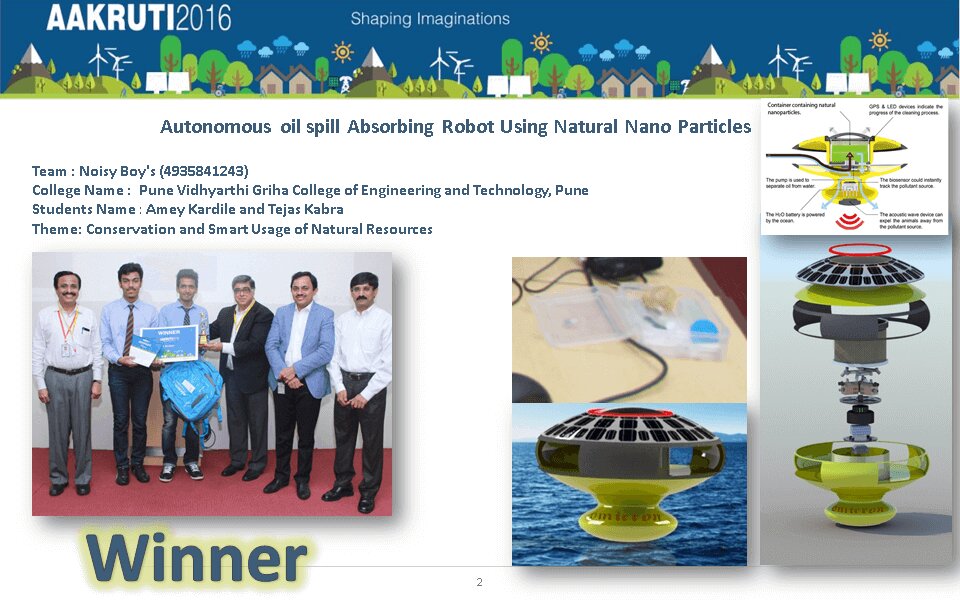 AAKRUTI2016
Shaping Imaginations
Autonomous oil spill Absorbing Robot Using Natural Nano Particles
Team : Noisy Boy's (4935841243)
College Name : Pune Vidhyarthi Griha College of Engineering and Technology, Pune
Students Name : Amey Kardile and Tejas Kabra
Theme: Conservation and Smart Usage of Natural Resources
Container containing natural
nanoparticles.
GPS & LED devices indicate the
progress of the cleaning process.
The pump is used to
separate oil from water.
The biosensor could instantly
track the pollutant source.
The H₂O battery is powered
by the ocean.
The acoustic wave device can
expel the animals away from
the pollutant source.
WINNER
omicron
omicron
Winner
2